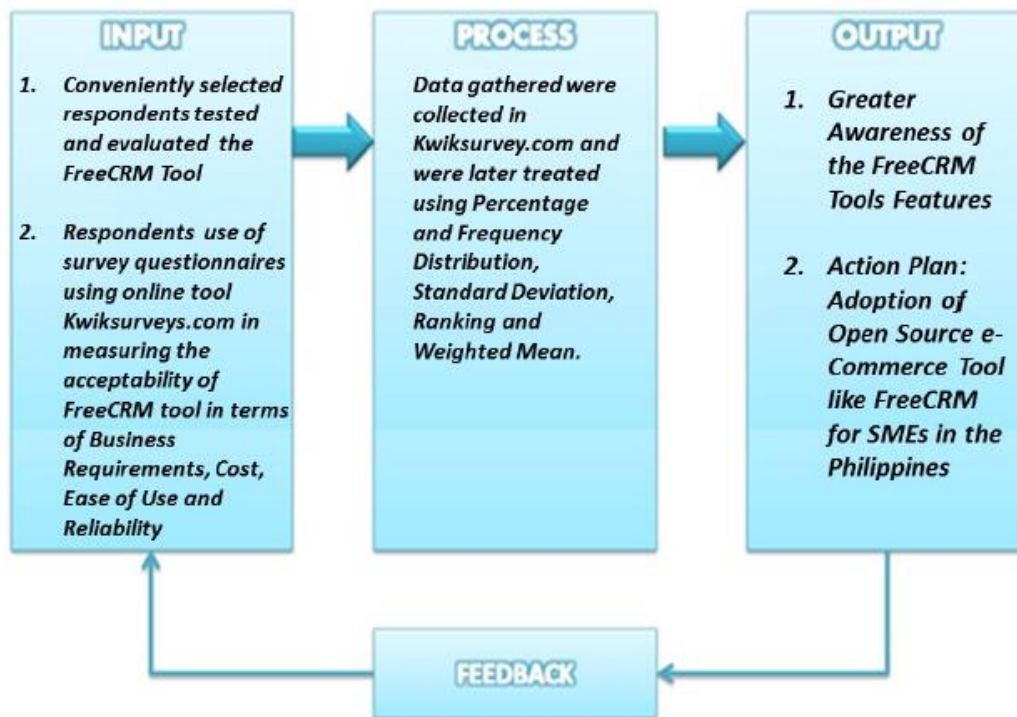 INPUT
1. Conveniently selected
respondents tested
and evaluated the
FreeCRM Tool
2. Respondents use of
survey questionnaires
using online tool
Kwiksurveys.com in
measuring the
acceptability of
FreeCRM tool in terms
of Business
Requirements, Cost,
Ease of Use and
Reliability
PROCESS
Data gathered were
collected in
Kwiksurvey.com and
were later treated
using Percentage
and Frequency
Distribution,
Standard Deviation,
Ranking and
Weighted Mean.
OUTPUT
1. Greater
Awareness of
the FreeCRM
Tools Features
2. Action Plan:
Adoption of
Open Source e-
Commerce Tool
like FreeCRM
for SMEs in the
Philippines
FEEDBACK